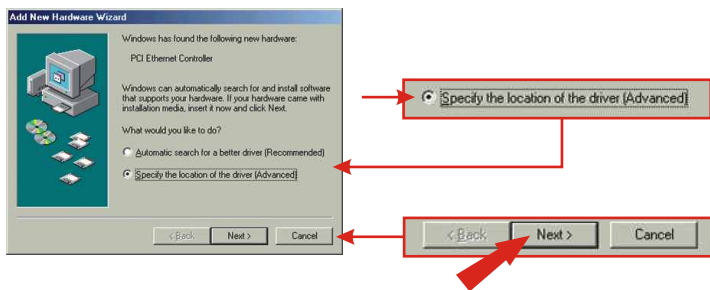 Add New Hardware Wizard
Windows has found the following new hardware:
PCI Ethernet Controller
Windows can automatically search for and install software
that supports your hardware. If your hardware came with
installation media, insert it now and click Next.
What would you like to do?
Automatic search for a better driver (Recommended)
Specify the location of the driver (Advanced)
< Back Next > Cancel
Specify the location of the driver (Advanced)
< Back Next > Cancel